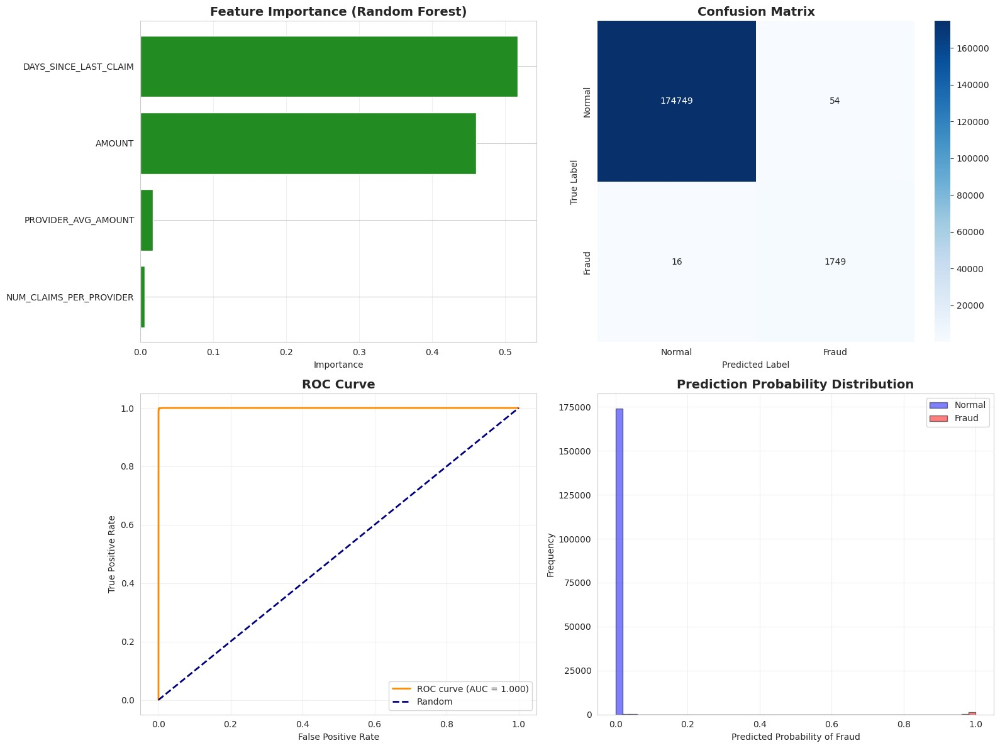 Feature Importance (Random Forest)
DAYS_SINCE_LAST_CLAIM
AMOUNT
PROVIDER_AVG_AMOUNT
NUM_CLAIMS_PER_PROVIDER
0.0 0.1 0.2 0.3 0.4 0.5
Importance
Confusion Matrix
True Label
Normal
Fraud
174749 54
16 1749
Normal Fraud
Predicted Label
160000
140000
120000
100000
80000
60000
40000
20000
ROC Curve
True Positive Rate
1.0
0.8
0.6
0.4
0.2
0.0
ROC curve (AUC = 1.000)
Random
0.0 0.2 0.4 0.6 0.8 1.0
False Positive Rate
Prediction Probability Distribution
Frequency
175000
150000
125000
100000
75000
50000
25000
0
Normal
Fraud
0.0 0.2 0.4 0.6 0.8 1.0
Predicted Probability of Fraud